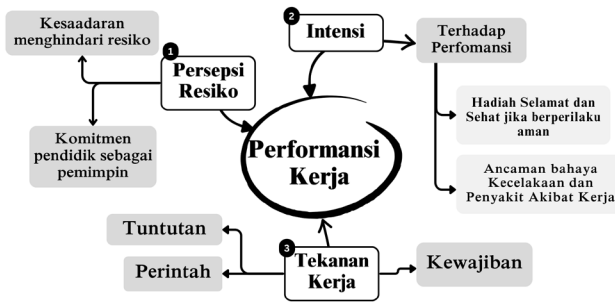 Kesaadaran
menghindari resiko
1
Persepsi
Resiko
Komitmen
pendidik sebagai
pemimpin
2
Intensi
Terhadap
Perfomansi
Hadiah Selamat dan
Sehat jika berperilaku
aman
Ancaman bahaya
Kecelakaan dan
Penyakit Akibat Kerja
Performansi
Kerja
3
Tekanan
Kerja
Tuntutan
Perintah
Kewajiban